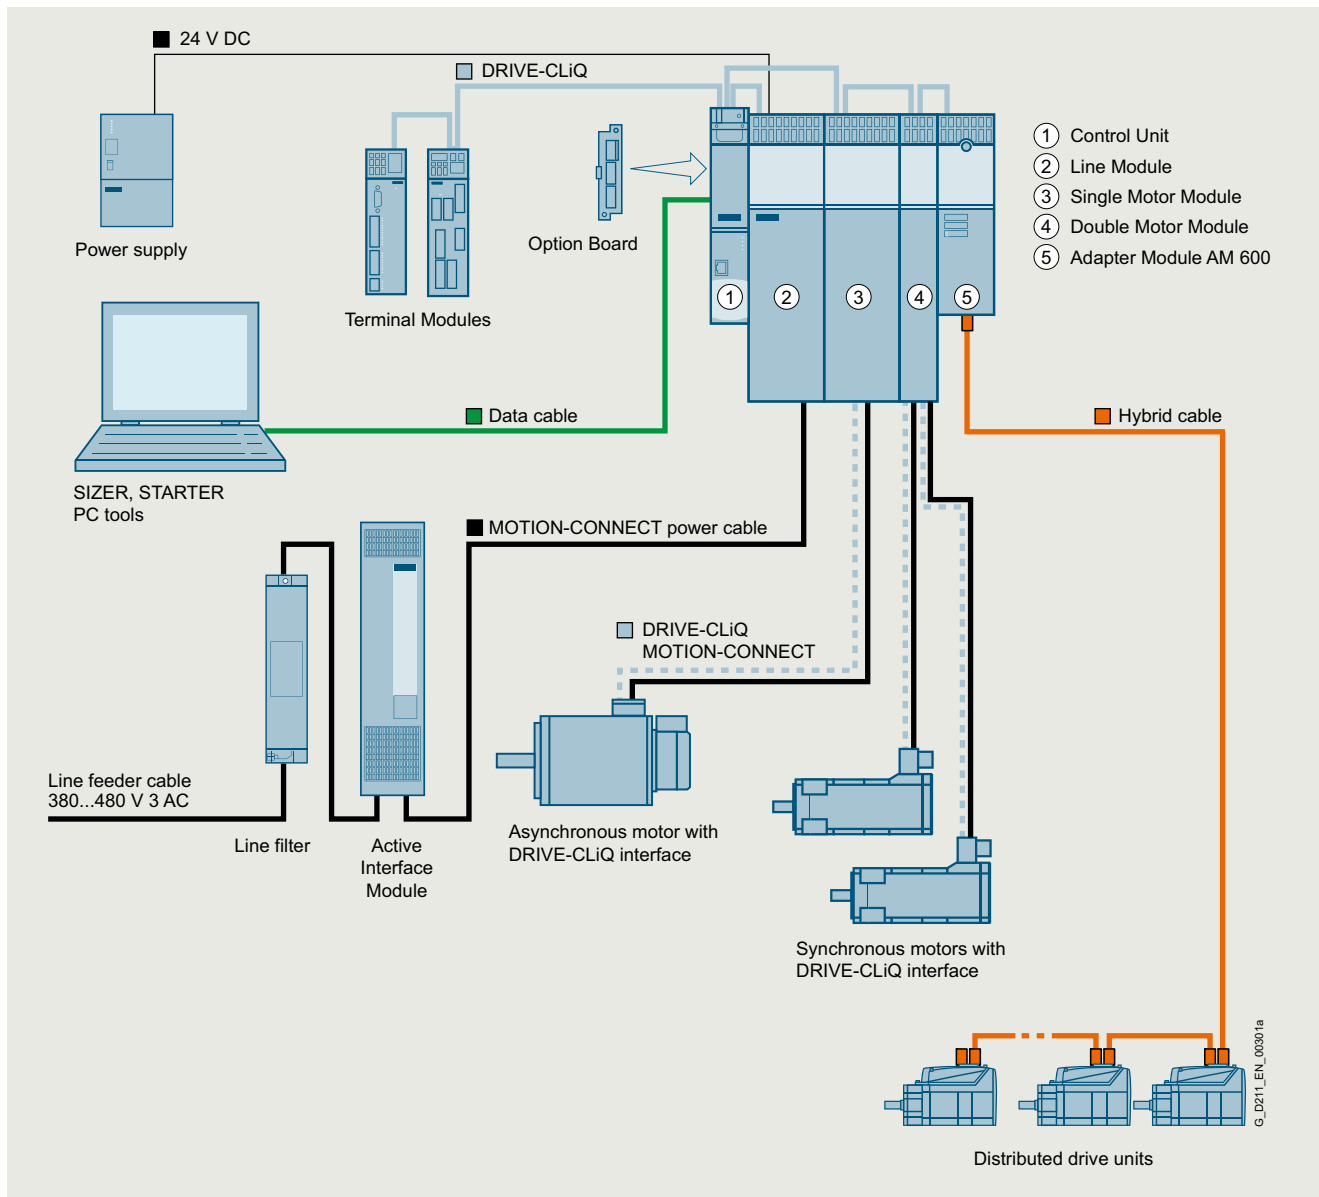 24 V DC
DRIVE-CLiQ
1 Control Unit
2 Line Module
3 Single Motor Module
4 Double Motor Module
5 Adapter Module AM 600
Power supply
Option Board
Terminal Modules
1 2 3 4 5
Data cable
Hybrid cable
SIZER, STARTER
PC tools
MOTION-CONNECT power cable
DRIVE-CLiQ
MOTION-CONNECT
Line feeder cable
380...480 V 3 AC
Line filter
Active
Interface
Module
Asynchronous motor with
DRIVE-CLiQ interface
Synchronous motors with
DRIVE-CLiQ interface
G_D211_EN_00301a
Distributed drive units